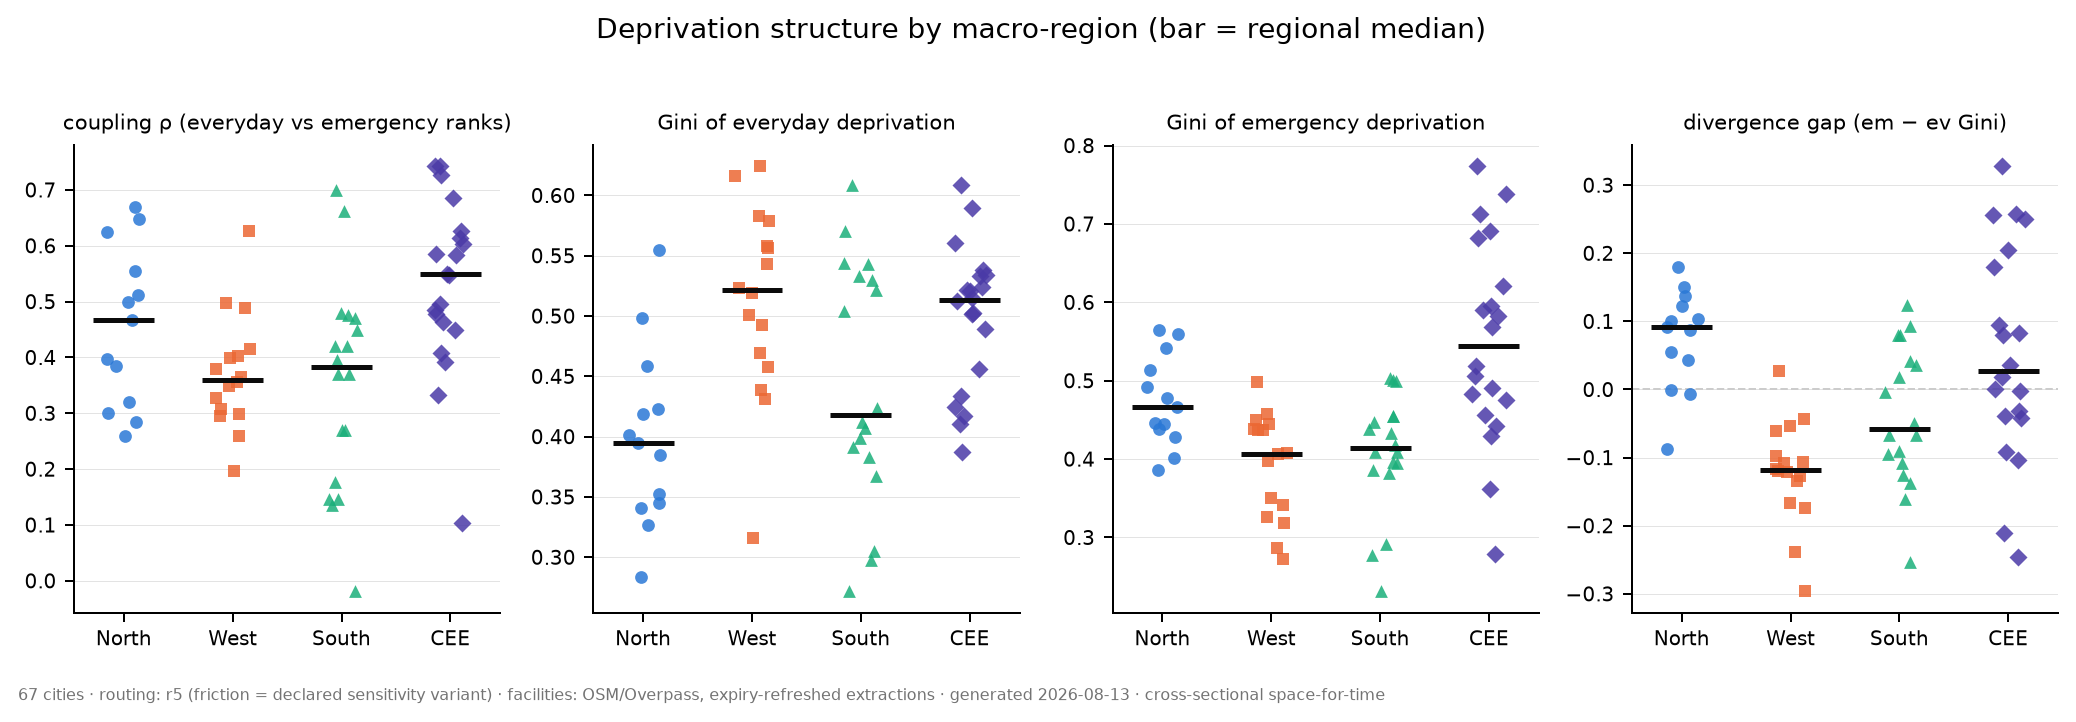 Deprivation structure by macro-region (bar = regional median)
coupling ρ (everyday vs emergency ranks)
0.7
0.6
0.5
0.4
0.3
0.2
0.1
0.0
North West South CEE
Gini of everyday deprivation
0.60
0.55
0.50
0.45
0.40
0.35
0.30
North West South CEE
Gini of emergency deprivation
0.8
0.7
0.6
0.5
0.4
0.3
North West South CEE
divergence gap (em − ev Gini)
0.3
0.2
0.1
0.0
−0.1
−0.2
−0.3
North West South CEE
67 cities · routing: r5 (friction = declared sensitivity variant) · facilities: OSM/Overpass, expiry-refreshed extractions · generated 2026-08-13 · cross-sectional space-for-time